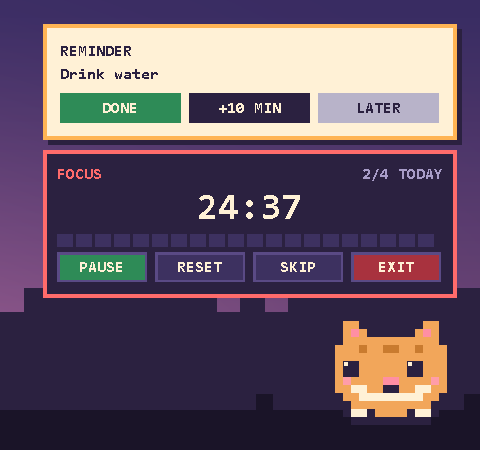 REMINDER
Drink water
DONE +10 MIN LATER
FOCUS 2/4 TODAY
24:37
PAUSE RESET SKIP EXIT